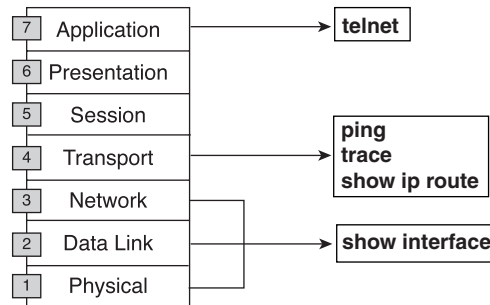 7 Application
telnet
6 Presentation
5 Session
4 Transport
ping
trace
show ip route
3 Network
2 Data Link
show interface
1 Physical